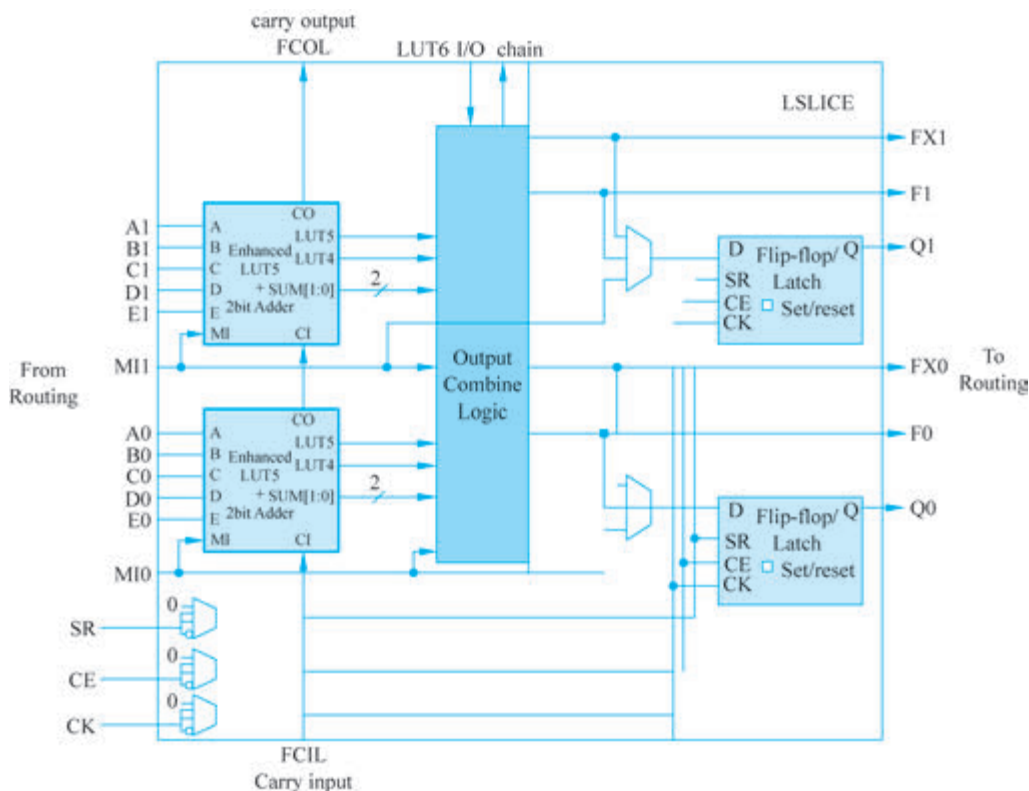 carry output
FCOL
LUT6 I/O chain
LSLICE
FX1
F1
Q1
A1
B1
C1
D1
E1
CO
A
B
C
D
E
MI
Enhanced
LUT5
2bit Adder
LUT5
LUT4
+ SUM[1:0]
CI
2
D
Flip-flop/
Latch
Set/reset
Q
SR
CE
CK
From
Routing
MI1
Output
Combine
Logic
FX0
To
Routing
A0
B0
C0
D0
E0
CO
A
B
C
D
E
MI
Enhanced
LUT5
2bit Adder
LUT5
LUT4
+ SUM[1:0]
CI
2
F0
Q0
D
Flip-flop/
Latch
Set/reset
Q
SR
CE
CK
MI0
0
SR
0
CE
0
CK
FCIL
Carry input